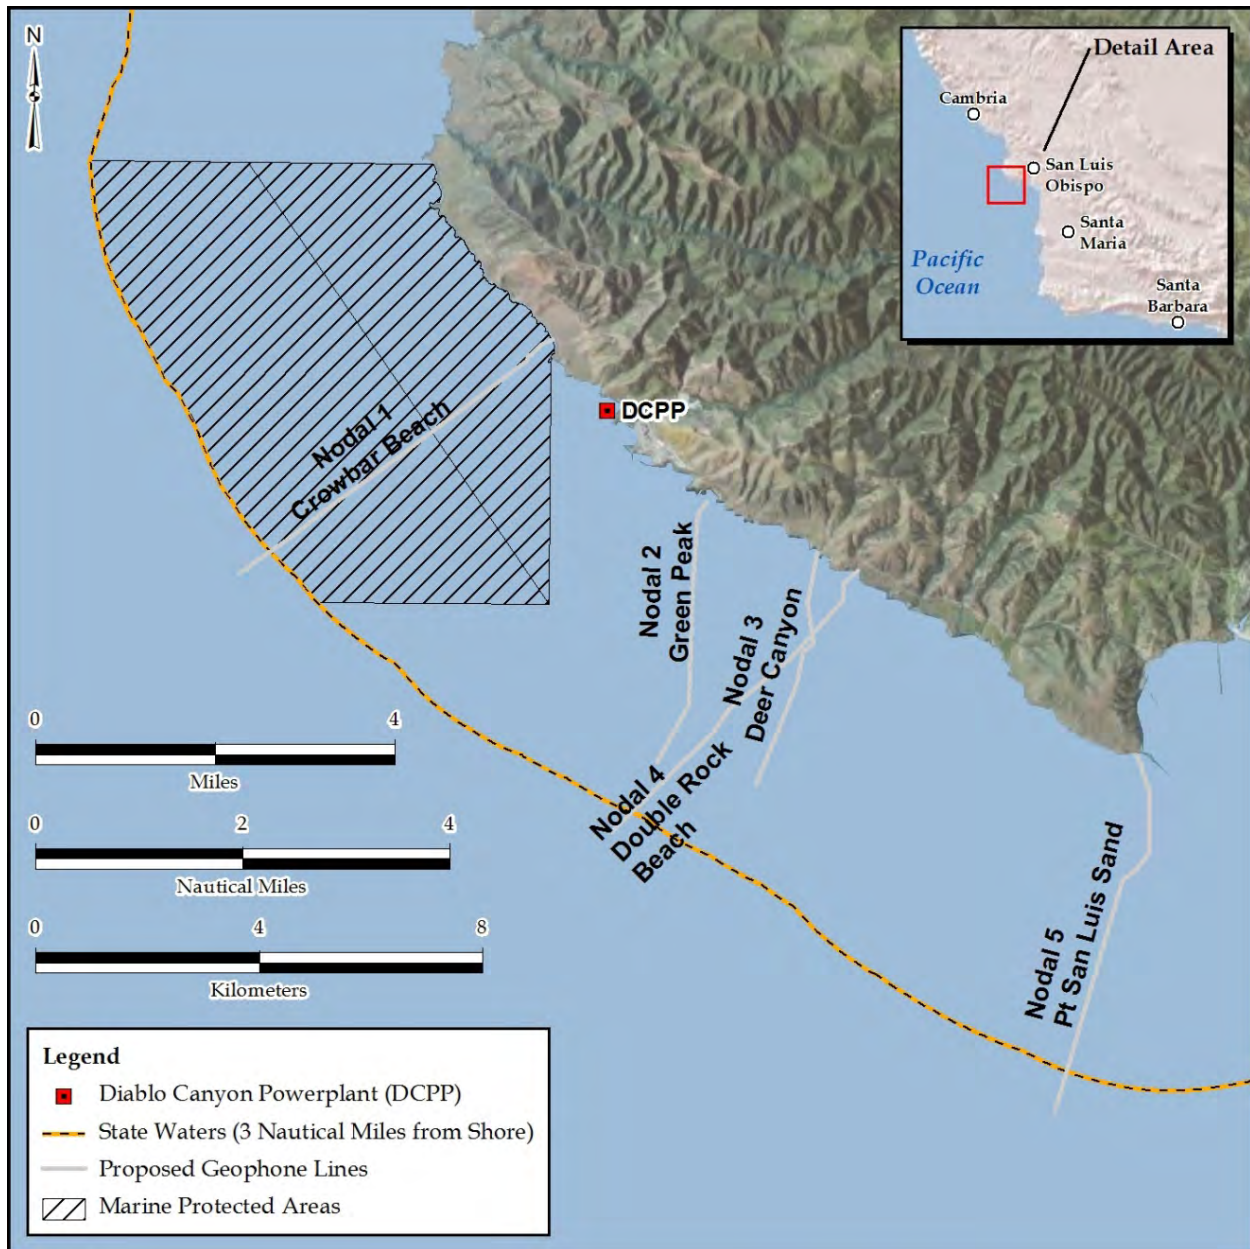 N
Detail Area
Cambria
San Luis
Obispo
Santa
Maria
Pacific
Ocean
Santa
Barbara
DCPP
Nodal 1
Crowbar Beach
Nodal 2
Green Peak
Nodal 3
Deer Canyon
Nodal 4
Double Rock
Beach
Nodal 5
Pt San Luis Sand
0 4
Miles
0 2 4
Nautical Miles
0 4 8
Kilometers
Legend
Diablo Canyon Powerplant (DCPP)
State Waters (3 Nautical Miles from Shore)
Proposed Geophone Lines
Marine Protected Areas